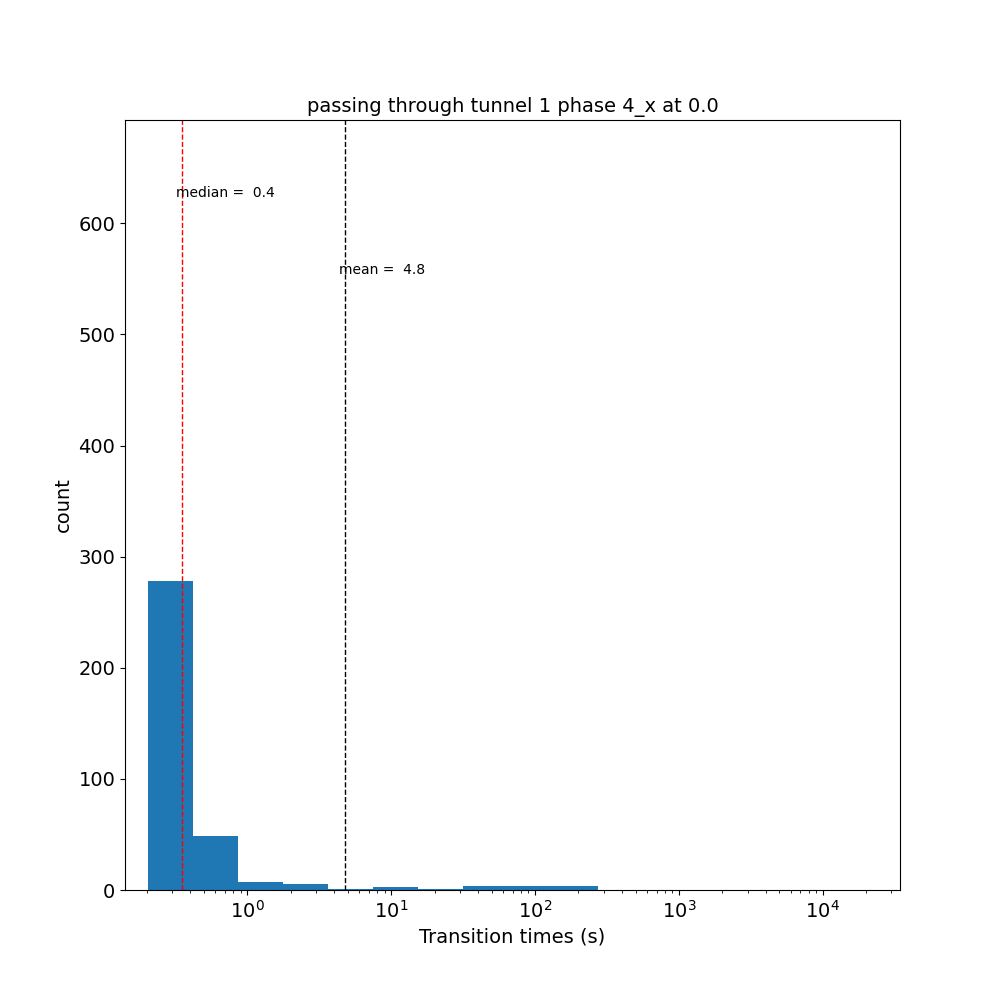 passing through tunnel 1 phase 4_x at 0.0
median =  0.4
mean =  4.8
count
600
500
400
300
200
100
0
10⁰ 10¹ 10² 10³ 10⁴
Transition times (s)